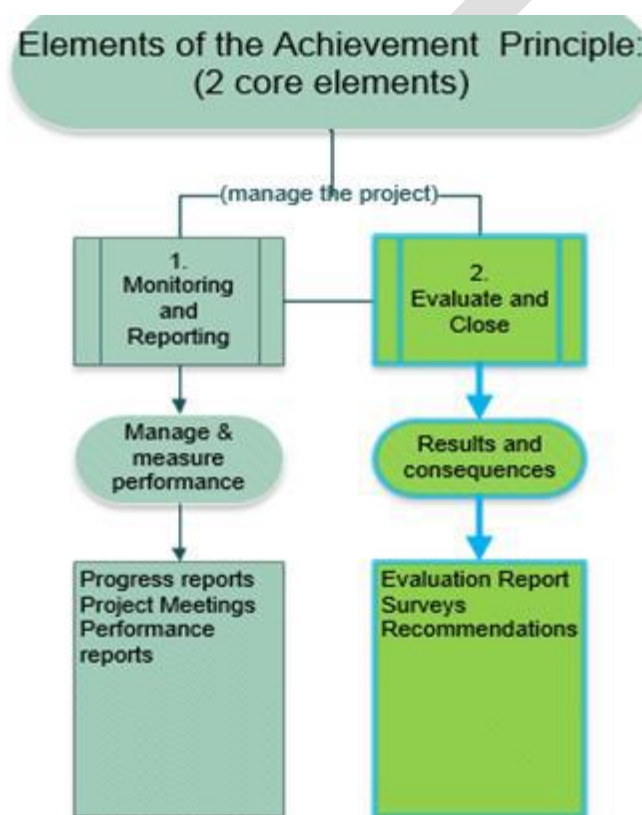 Elements of the Achievement Principle:
(2 core elements)
(manage the project)
1.
Monitoring
and
Reporting
2.
Evaluate and
Close
Manage &
measure
performance
Results and
consequences
Progress reports
Project Meetings
Performance
reports
Evaluation Report
Surveys
Recommendations